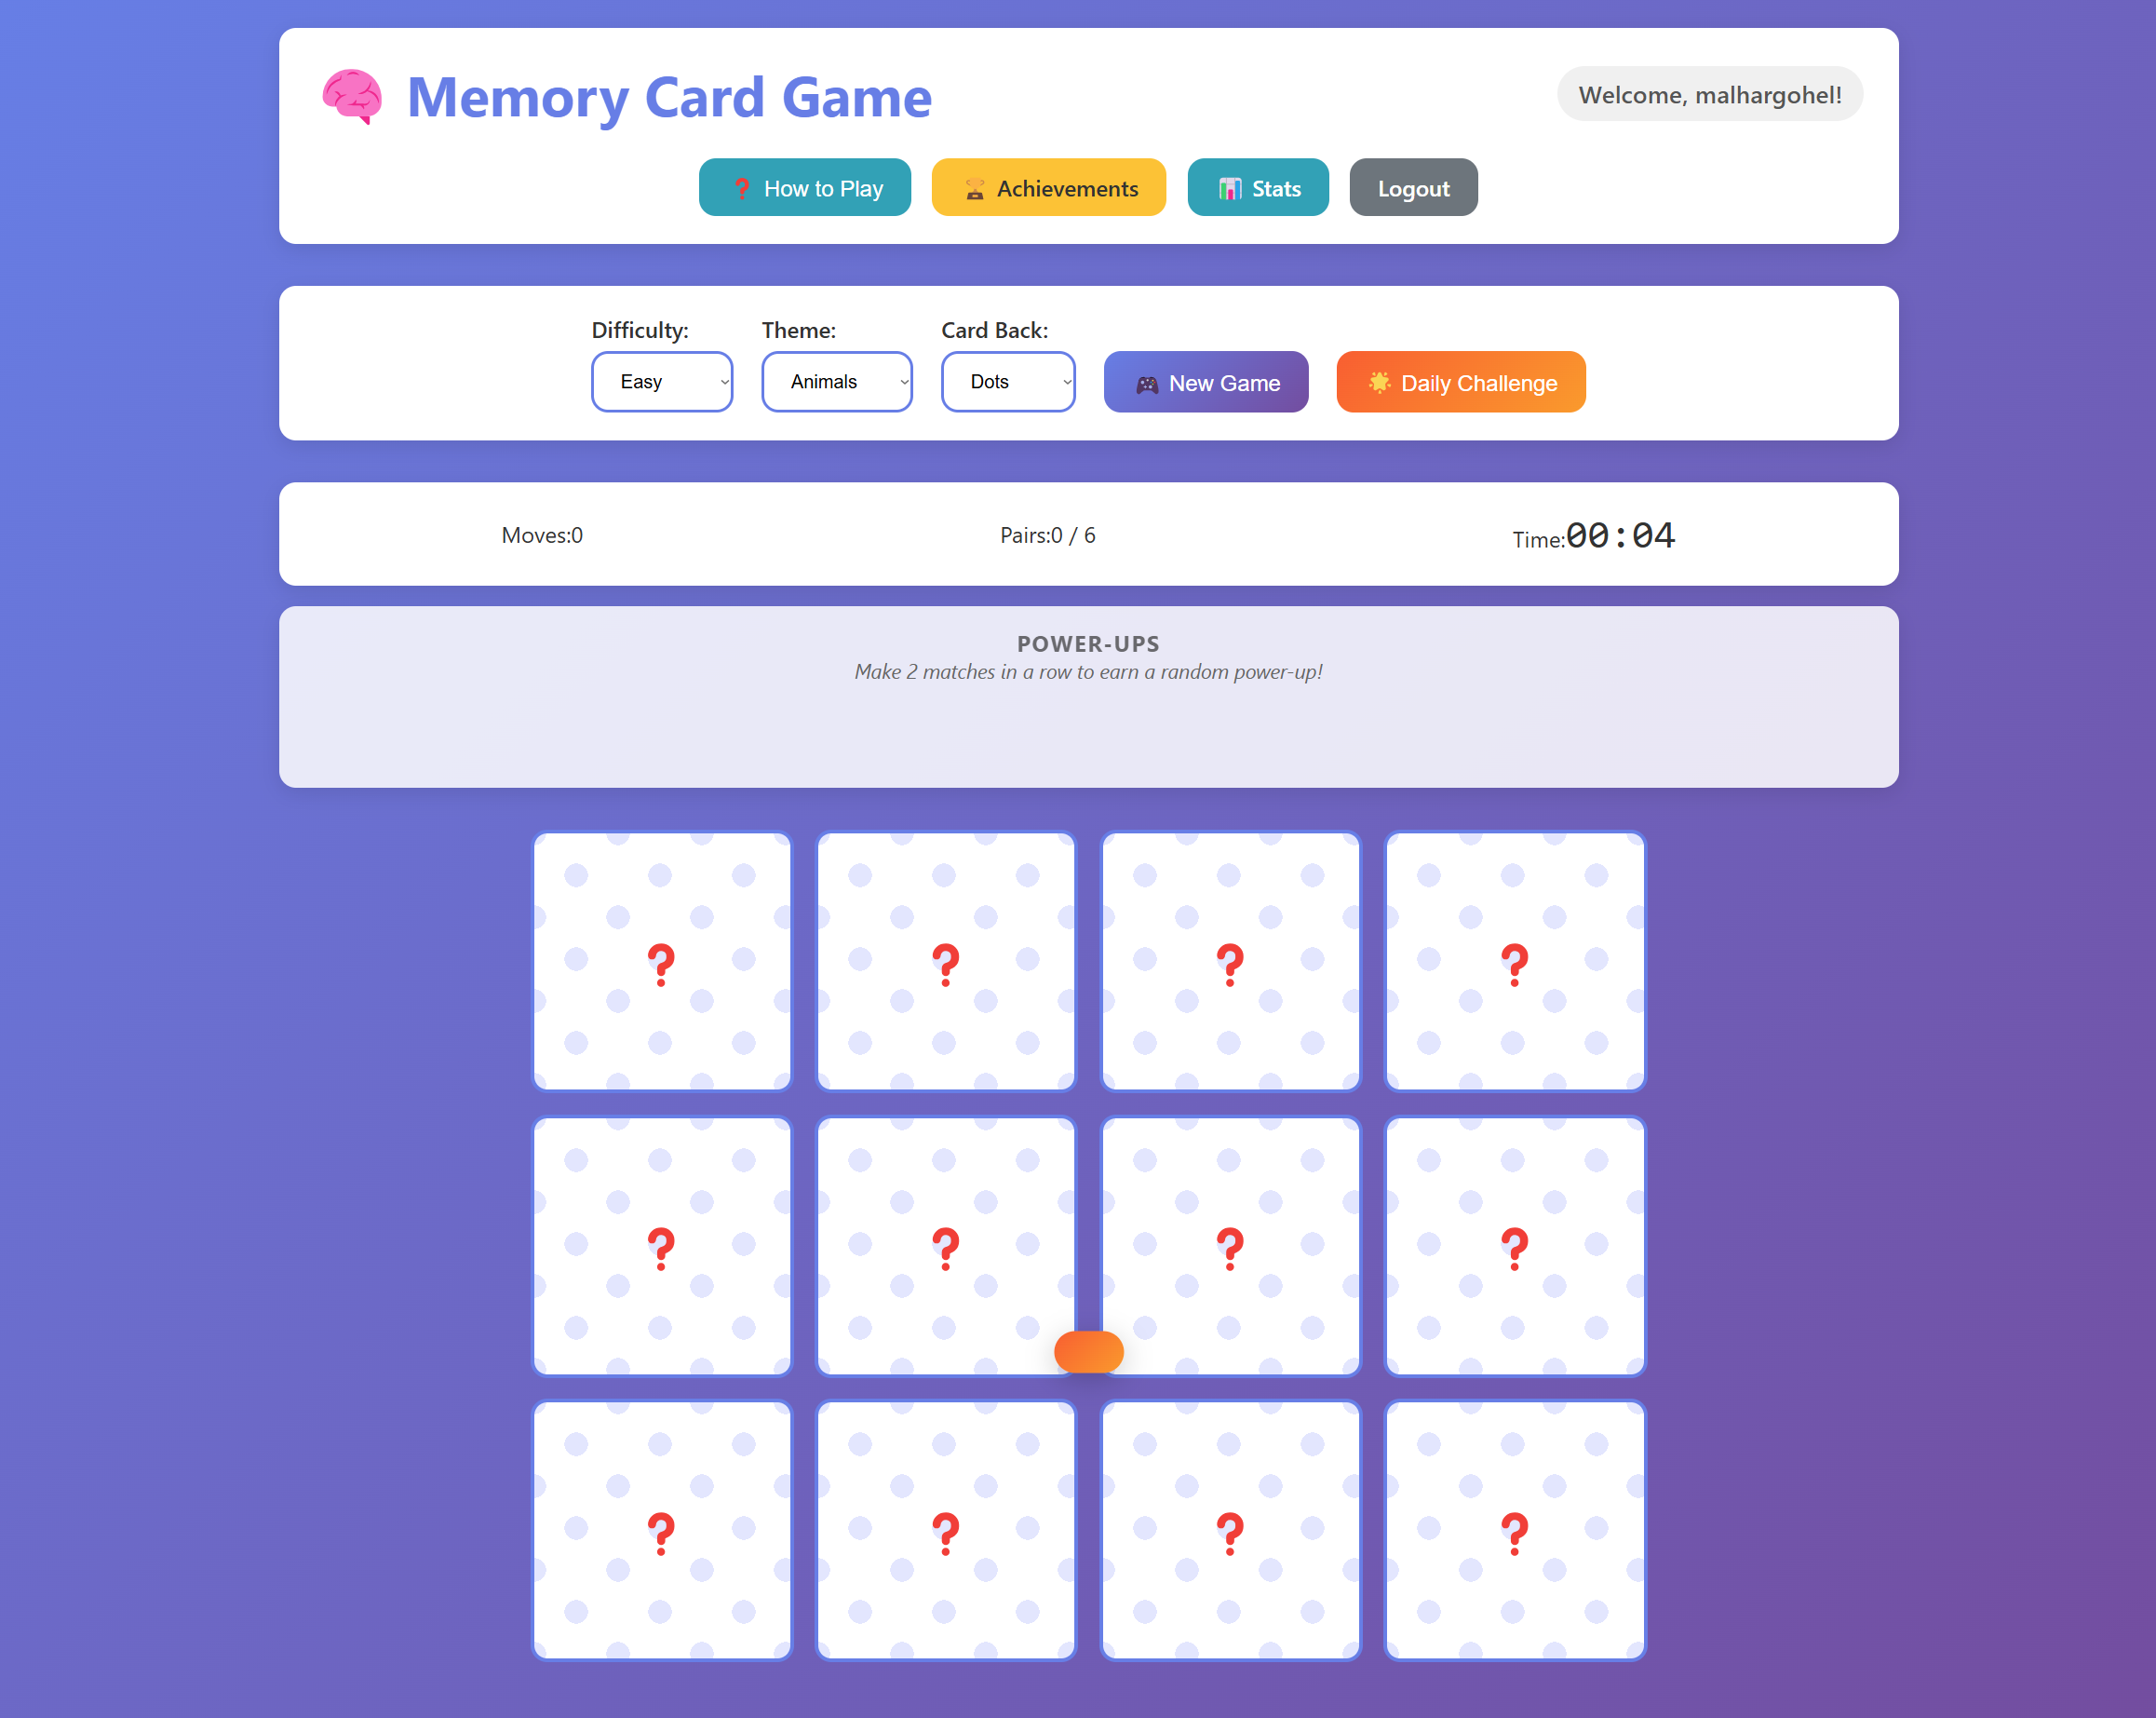 Memory Card Game
Welcome, malhargohel!
❓ How to Play
🏆 Achievements
📊 Stats
Logout
Difficulty:
Theme:
Card Back:
Easy
Animals
Dots
🎮 New Game
🌟 Daily Challenge
Moves:0
Pairs:0 / 6
Time:00:04
POWER-UPS
Make 2 matches in a row to earn a random power-up!
❓ ❓ ❓ ❓
❓ ❓ ❓ ❓
❓ ❓ ❓ ❓